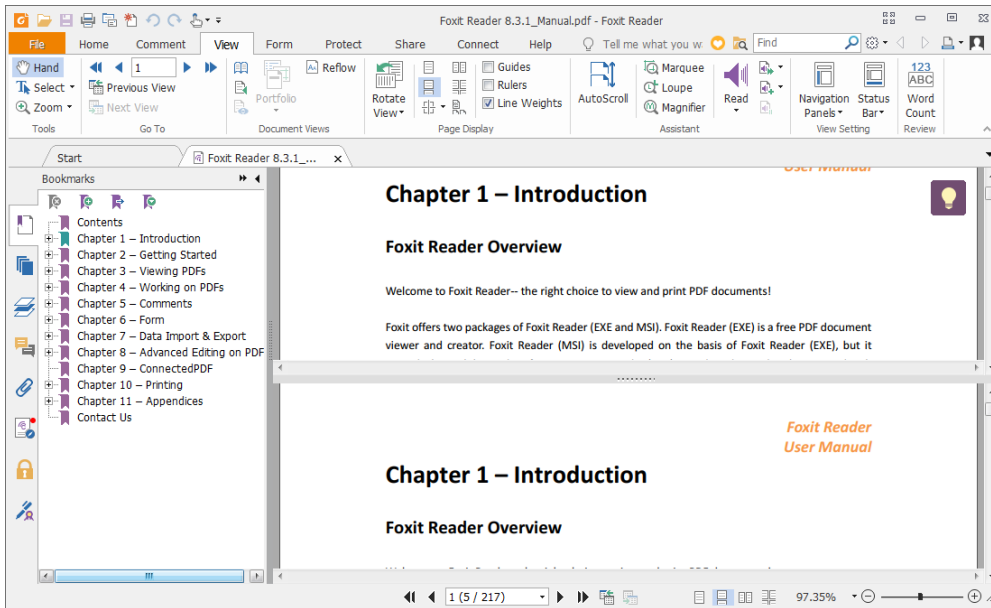 Foxit Reader 8.3.1_Manual.pdf - Foxit Reader
File Home Comment View Form Protect Share Connect Help Tell me what you w Find
Hand 1 Reflow Guides Marquee 123
Select Previous View Rulers Loupe ABC
Zoom Next View Portfolio Rotate View Line Weights AutoScroll Magnifier Read Navigation Panels Status Bar Word Count
Tools Go To Document Views Page Display Assistant View Setting Review
Start Foxit Reader 8.3.1_... x
Bookmarks
Contents
Chapter 1 – Introduction
Chapter 2 – Getting Started
Chapter 3 – Viewing PDFs
Chapter 4 – Working on PDFs
Chapter 5 – Comments
Chapter 6 – Form
Chapter 7 – Data Import & Export
Chapter 8 – Advanced Editing on PDF
Chapter 9 – ConnectedPDF
Chapter 10 – Printing
Chapter 11 – Appendices
Contact Us
User Manual
Chapter 1 – Introduction
Foxit Reader Overview
Welcome to Foxit Reader-- the right choice to view and print PDF documents!
Foxit offers two packages of Foxit Reader (EXE and MSI). Foxit Reader (EXE) is a free PDF document
viewer and creator. Foxit Reader (MSI) is developed on the basis of Foxit Reader (EXE), but it
Foxit Reader
User Manual
Chapter 1 – Introduction
Foxit Reader Overview
1 (5 / 217) 97.35%